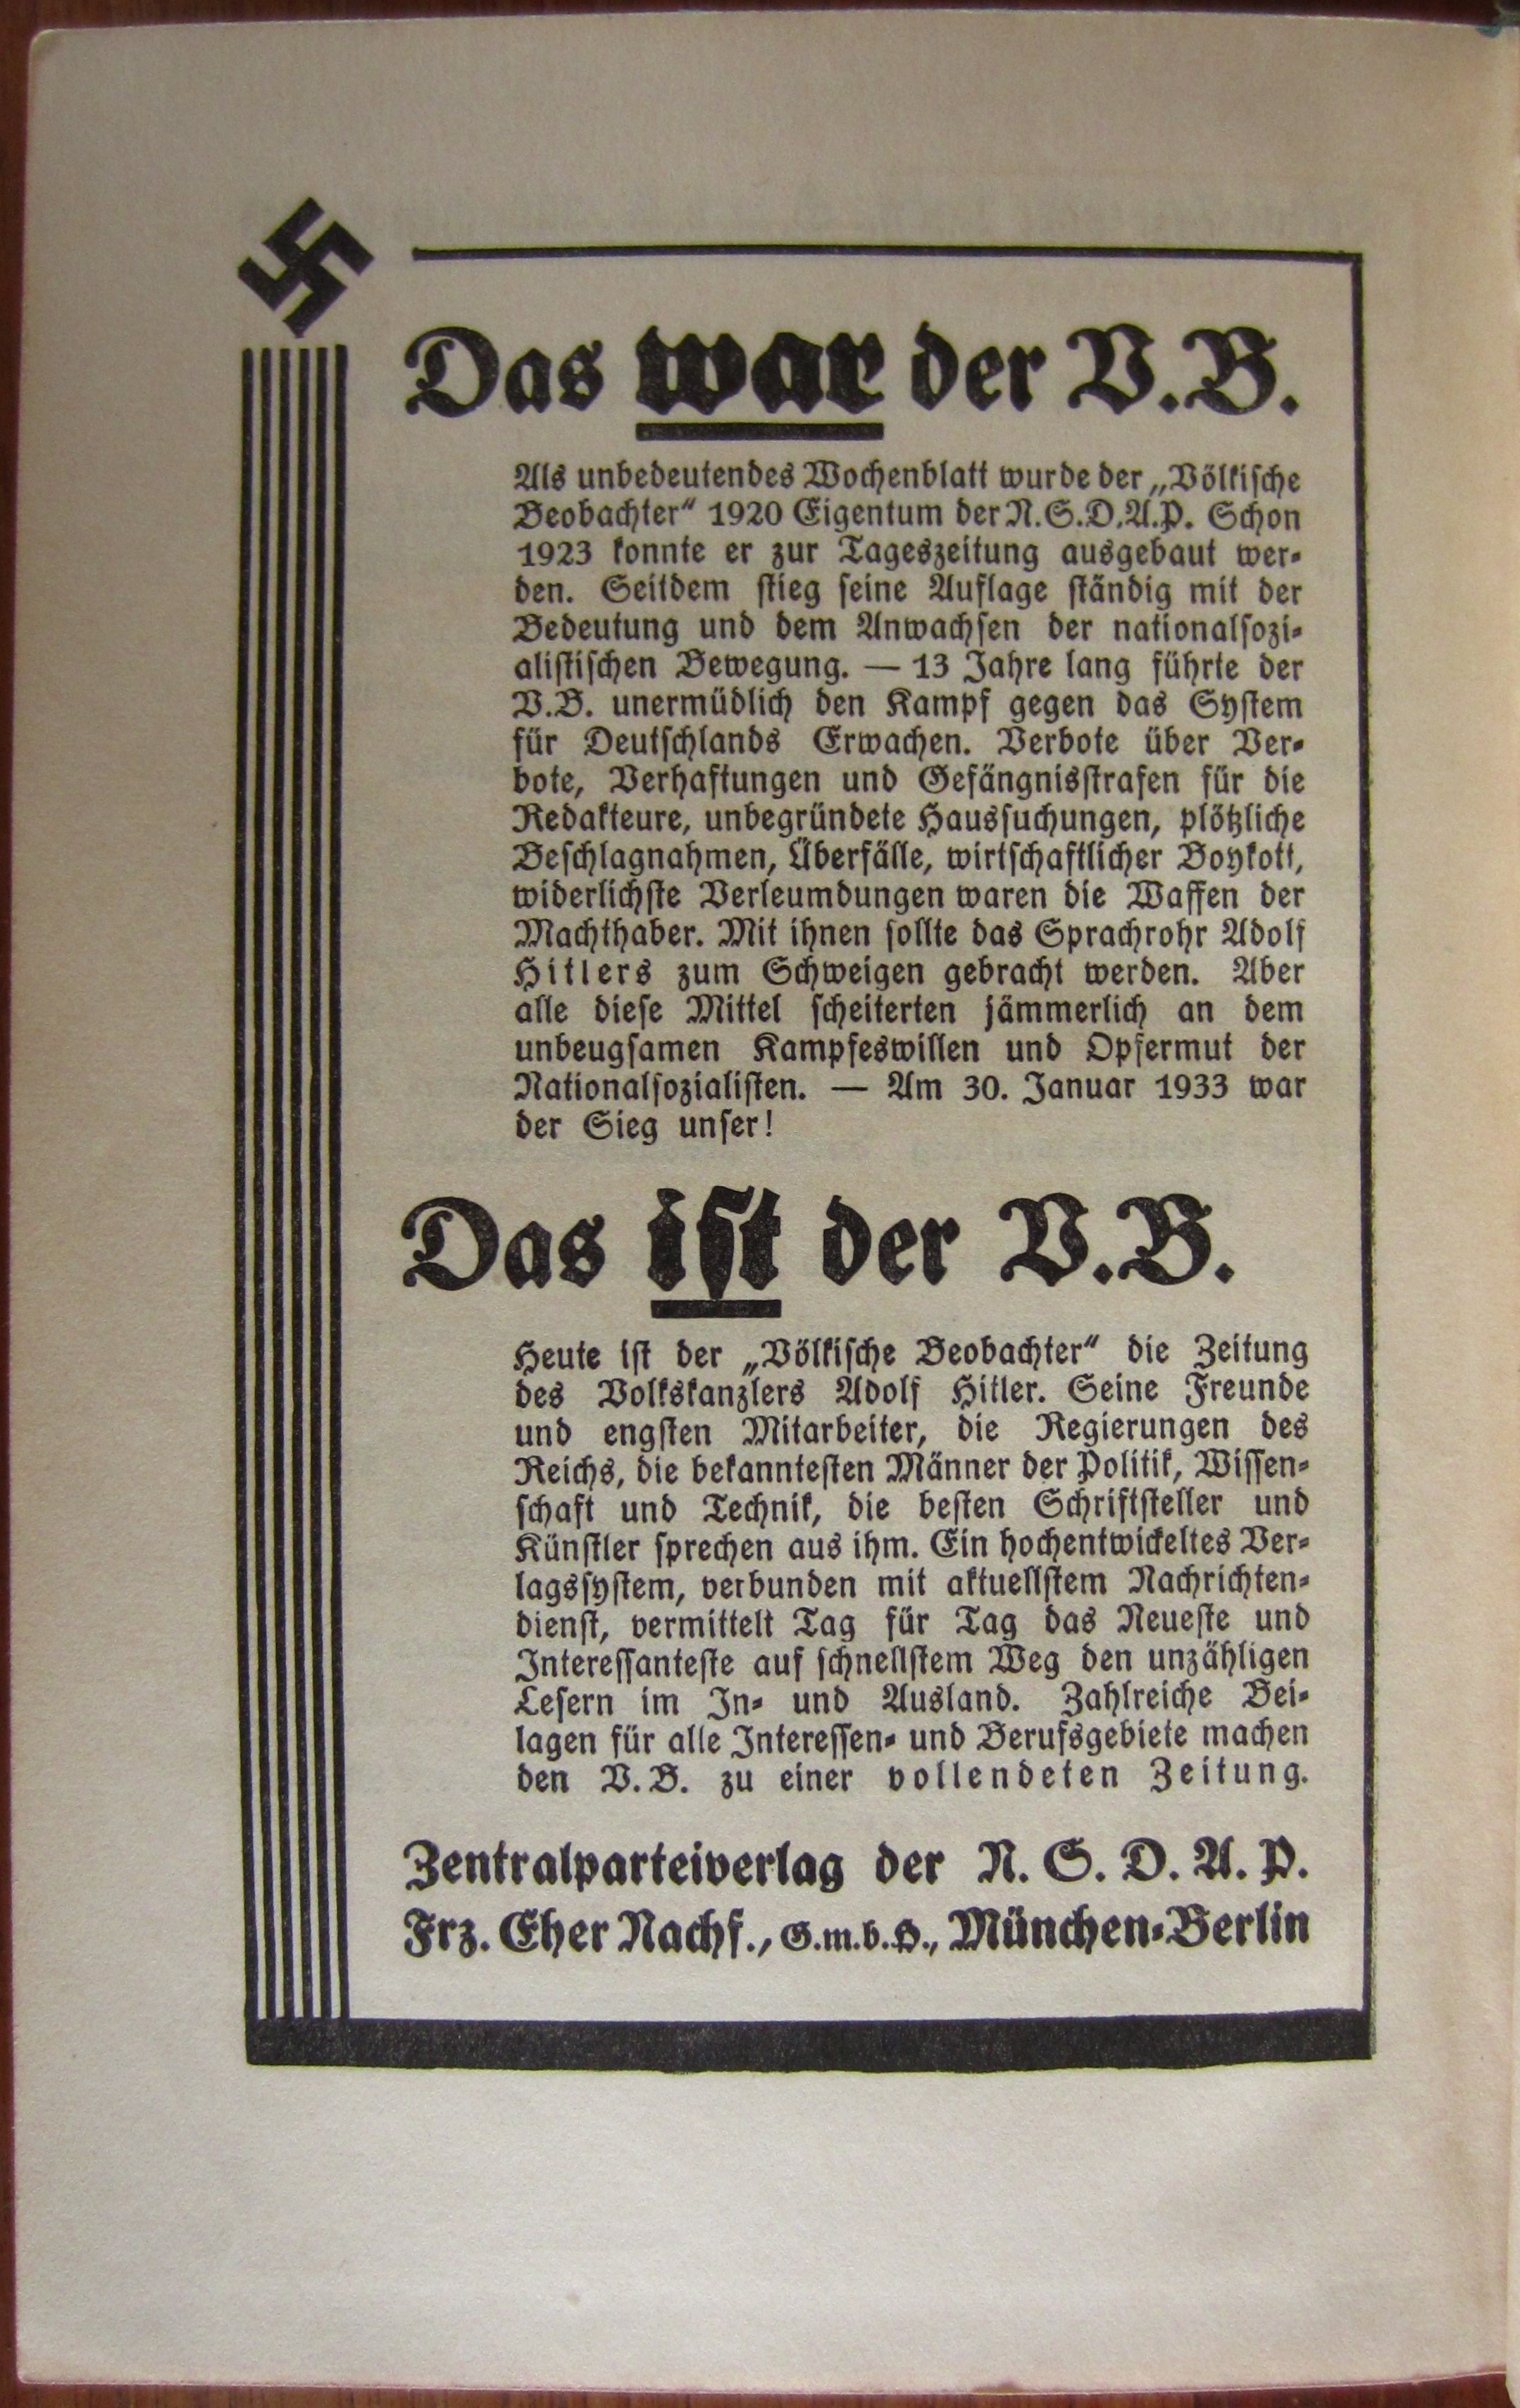 Das war der V.B.
Als unbedeutendes Wochenblatt wurde der „Völkische
Beobachter“ 1920 Eigentum der N.S.D.A.P. Schon
1923 konnte er zur Tageszeitung ausgebaut wer-
den. Seitdem stieg seine Auflage ständig mit der
Bedeutung und dem Anwachsen der nationalsozi-
alistischen Bewegung. — 13 Jahre lang führte der
V.B. unermüdlich den Kampf gegen das System
für Deutschlands Erwachen. Verbote über Ver-
bote, Verhaftungen und Gefängnisstrafen für die
Redakteure, unbegründete Haussuchungen, plötzliche
Beschlagnahmen, Überfälle, wirtschaftlicher Boykott,
widerlichste Verleumdungen waren die Waffen der
Machthaber. Mit ihnen sollte das Sprachrohr Adolf
Hitlers zum Schweigen gebracht werden. Aber
alle diese Mittel scheiterten jämmerlich an dem
unbeugsamen Kampfeswillen und Opfermut der
Nationalsozialisten. — Am 30. Januar 1933 war
der Sieg unser!
Das ist der V.B.
Heute ist der „Völkische Beobachter“ die Zeitung
des Volkskanzlers Adolf Hitler. Seine Freunde
und engsten Mitarbeiter, die Regierungen des
Reichs, die bekanntesten Männer der Politik, Wissen-
schaft und Technik, die besten Schriftsteller und
Künstler sprechen aus ihm. Ein hochentwickeltes Ver-
lagssystem, verbunden mit aktuellstem Nachrichten-
dienst, vermittelt Tag für Tag das Neueste und
Interessanteste auf schnellstem Weg den unzähligen
Lesern im In- und Ausland. Zahlreiche Bei-
lagen für alle Interessen- und Berufsgebiete machen
den V.B. zu einer vollendeten Zeitung.
Zentralparteiverlag der N.S.D.A.P.
Frz. Eher Nachf., G.m.b.H., München-Berlin